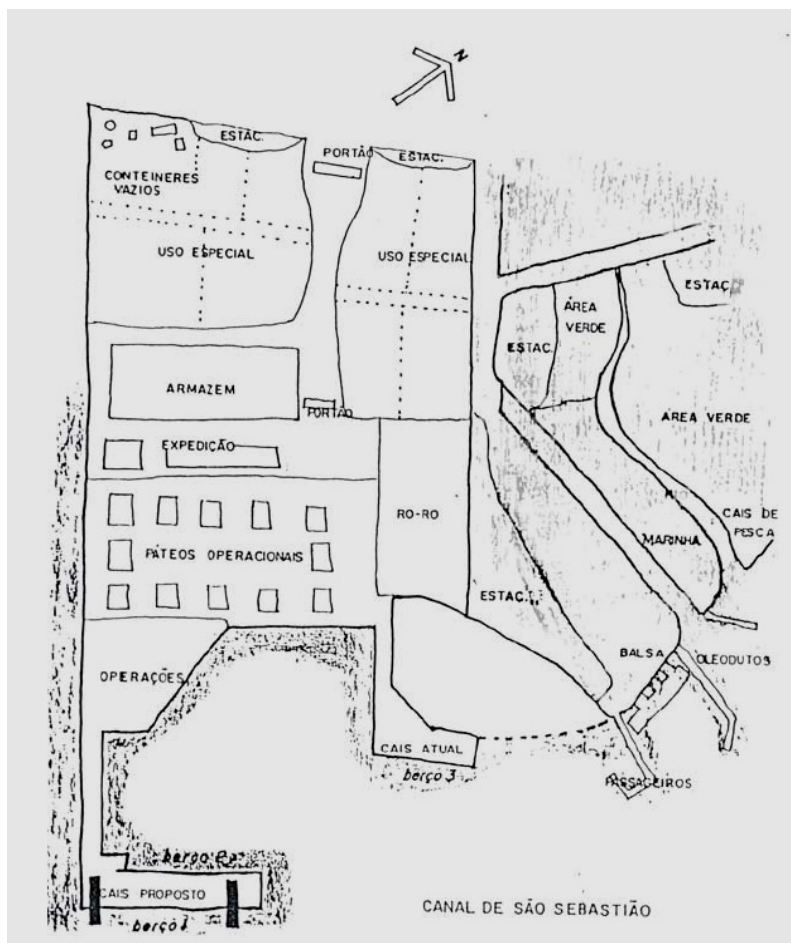 N
ESTAC.
PORTÃO
ESTAC.
CONTEINERES
VAZIOS
USO ESPECIAL
USO ESPECIAL
ESTAC.
ÁREA
VERDE
ESTAC.
ARMAZEM
PORTÃO
ÁREA VERDE
EXPEDIÇÃO
RO-RO
CAIS DE
PESCA
MARINHA
PÁTEOS OPERACIONAIS
ESTAC.
BALSA
OLEODUTOS
OPERAÇÕES
CAIS ATUAL
berço 3
PASSAGEIROS
berço 2
CAIS PROPOSTO
berço 1
CANAL DE SÃO SEBASTIÃO